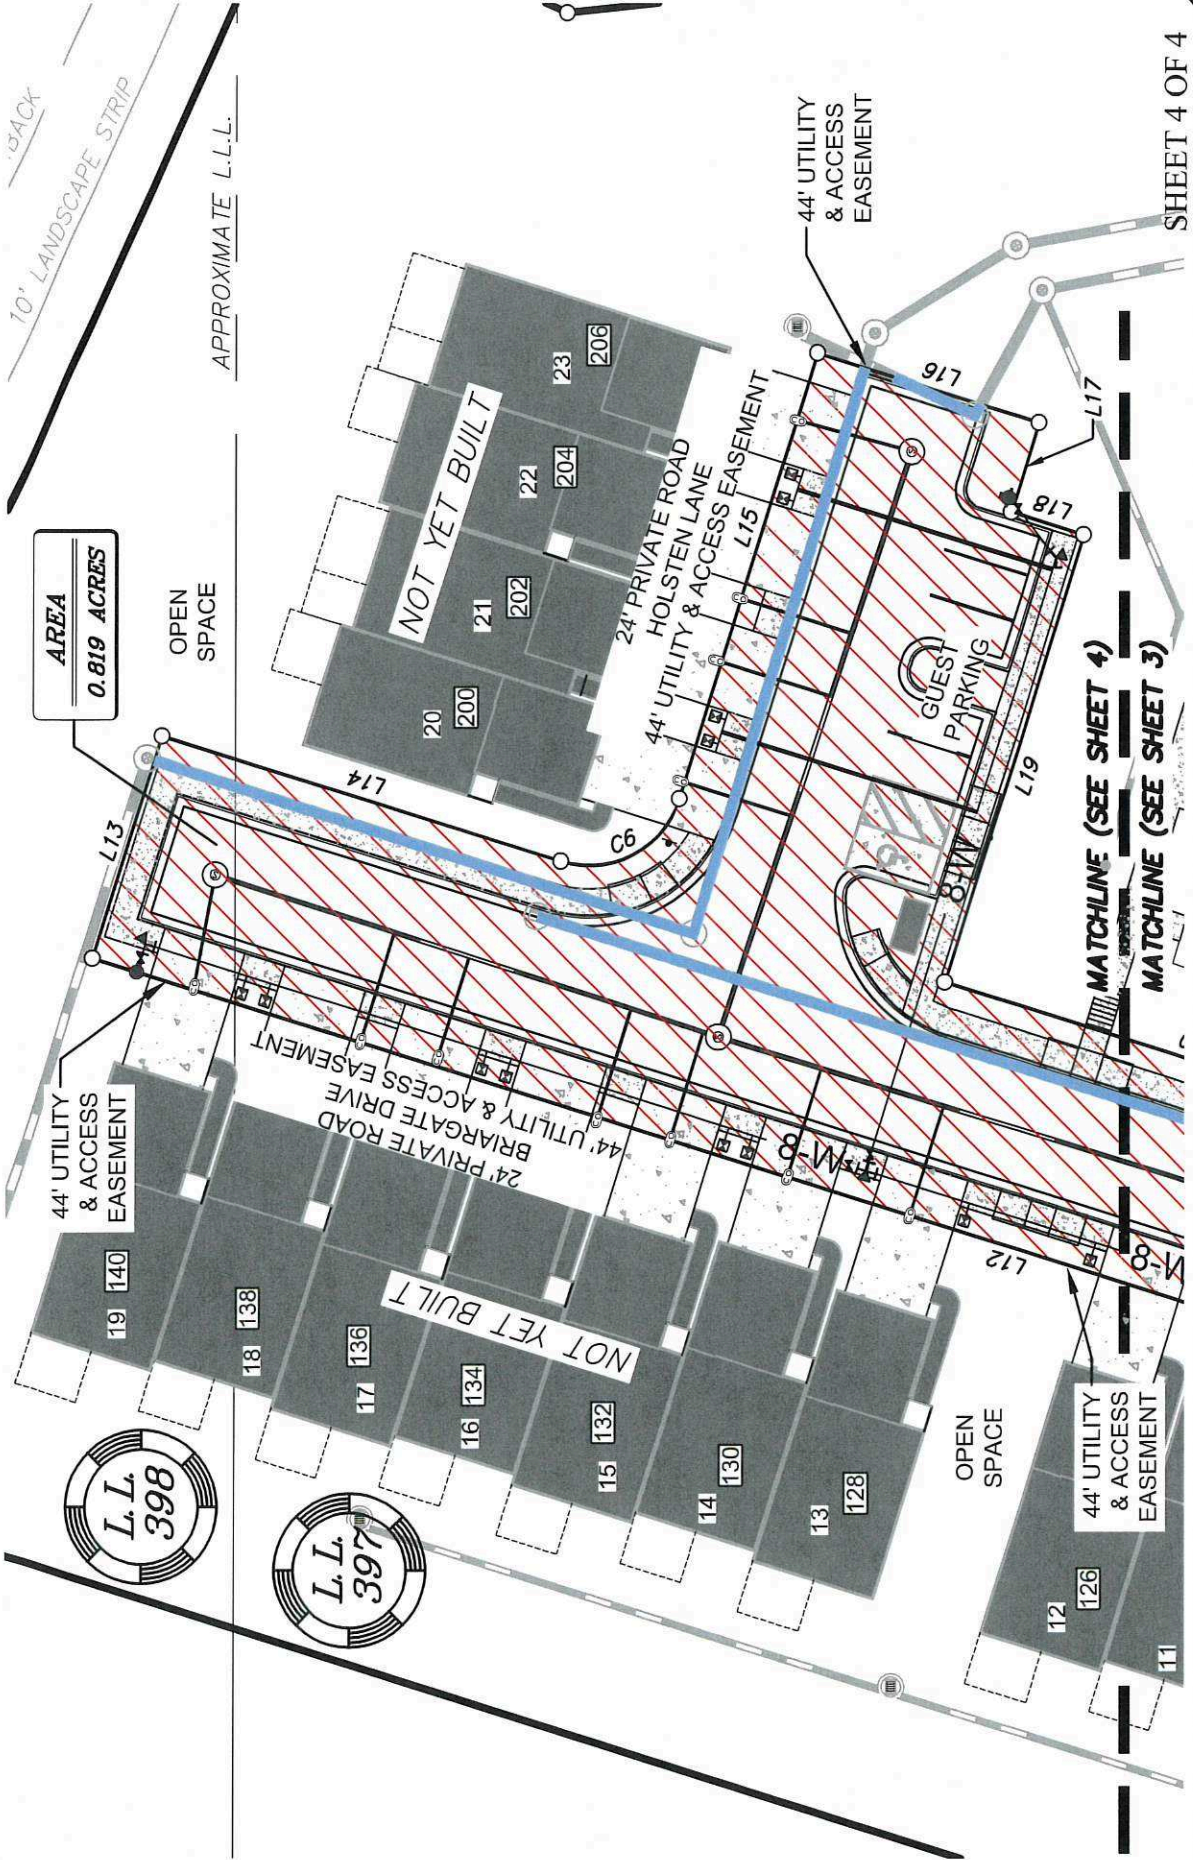 .BACK
10' LANDSCAPE STRIP
APPROXIMATE L.L.L.
AREA
0.819 ACRES
OPEN
SPACE
L13
L14
C9
NOT YET BUILT
20
200
21
202
22
204
23
206
24' PRIVATE ROAD
HOLSTEN LANE
44' UTILITY & ACCESS EASEMENT
L15
44' UTILITY
& ACCESS
EASEMENT
L16
L17
L18
L19
GUEST
PARKING
8-W
44' UTILITY
& ACCESS
EASEMENT
24' PRIVATE ROAD
BRIARGATE DRIVE
44' UTILITY & ACCESS EASEMENT
8-W
L12
8-W
19
140
18
138
17
136
16
134
15
132
14
130
13
128
NOT YET BUILT
L.L.
398
L.L.
397
OPEN
SPACE
44' UTILITY
& ACCESS
EASEMENT
12
126
11
MATCHLINE (SEE SHEET 4)
MATCHLINE (SEE SHEET 3)
SHEET 4 OF 4